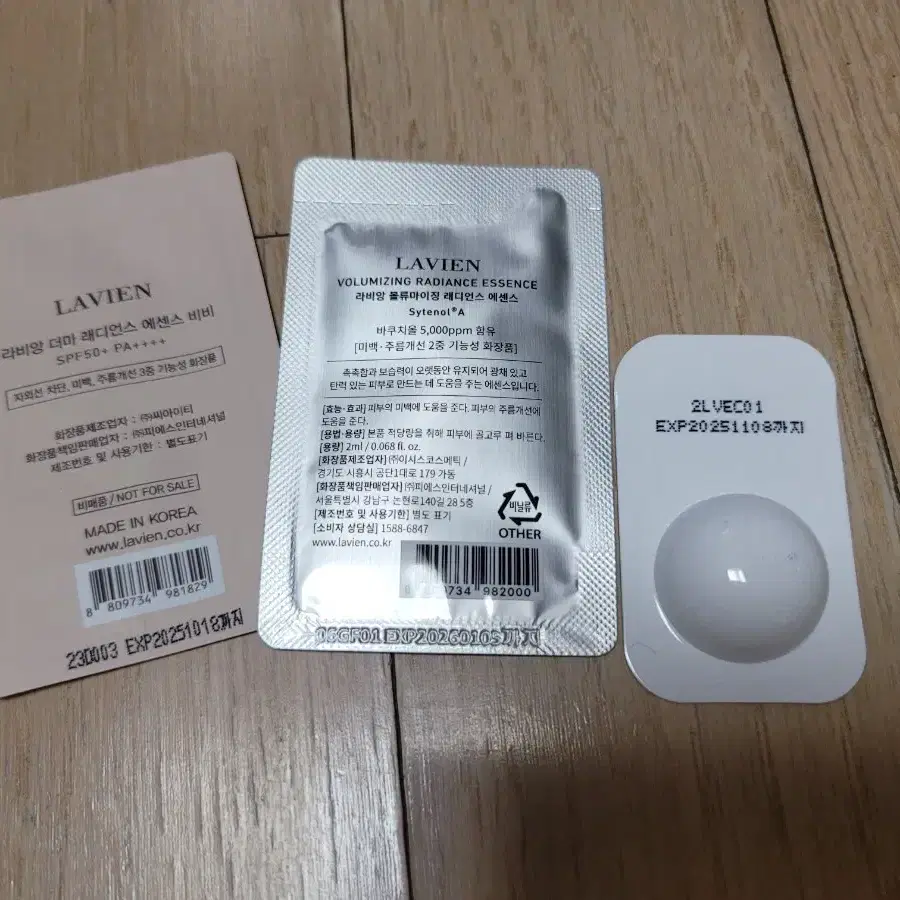 LAVIEN
라비앙 더마 래디언스 에센스 비비
SPF50+ PA++++
자외선 차단, 미백, 주름개선 3중 기능성 화장품
화장품제조업자 : ㈜씨아이티
화장품책임판매업자 : ㈜피에스인터네셔널
제조번호 및 사용기한 : 별도표기
비매품 / NOT FOR SALE
MADE IN KOREA
www.lavien.co.kr
8 809734 981829
23D003 EXP20251018까지
LAVIEN
VOLUMIZING RADIANCE ESSENCE
라비앙 볼류마이징 래디언스 에센스
Sytenol®A
바쿠치올 5,000ppm 함유
[미백·주름개선 2중 기능성 화장품]
촉촉함과 보습력이 오랫동안 유지되어 광채 있고
탄력 있는 피부로 만드는 데 도움을 주는 에센스입니다.
[효능·효과] 피부의 미백에 도움을 준다. 피부의 주름개선에
도움을 준다.
[용법·용량] 본품 적당량을 취해 피부에 골고루 펴 바른다.
[용량] 2ml / 0.068 fl. oz.
[화장품제조업자] ㈜이시스코스메틱 /
경기도 시흥시 공단1대로 179 가동
[화장품책임판매업자] ㈜피에스인터네셔널 /
서울특별시 강남구 논현로140길 28 5층
[제조번호 및 사용기한] 별도 표기
[소비자 상담실] 1588-6847
www.lavien.co.kr
비닐류
OTHER
982000
06GF01 EXP20260105까지
2LVEC01
EXP20251108까지